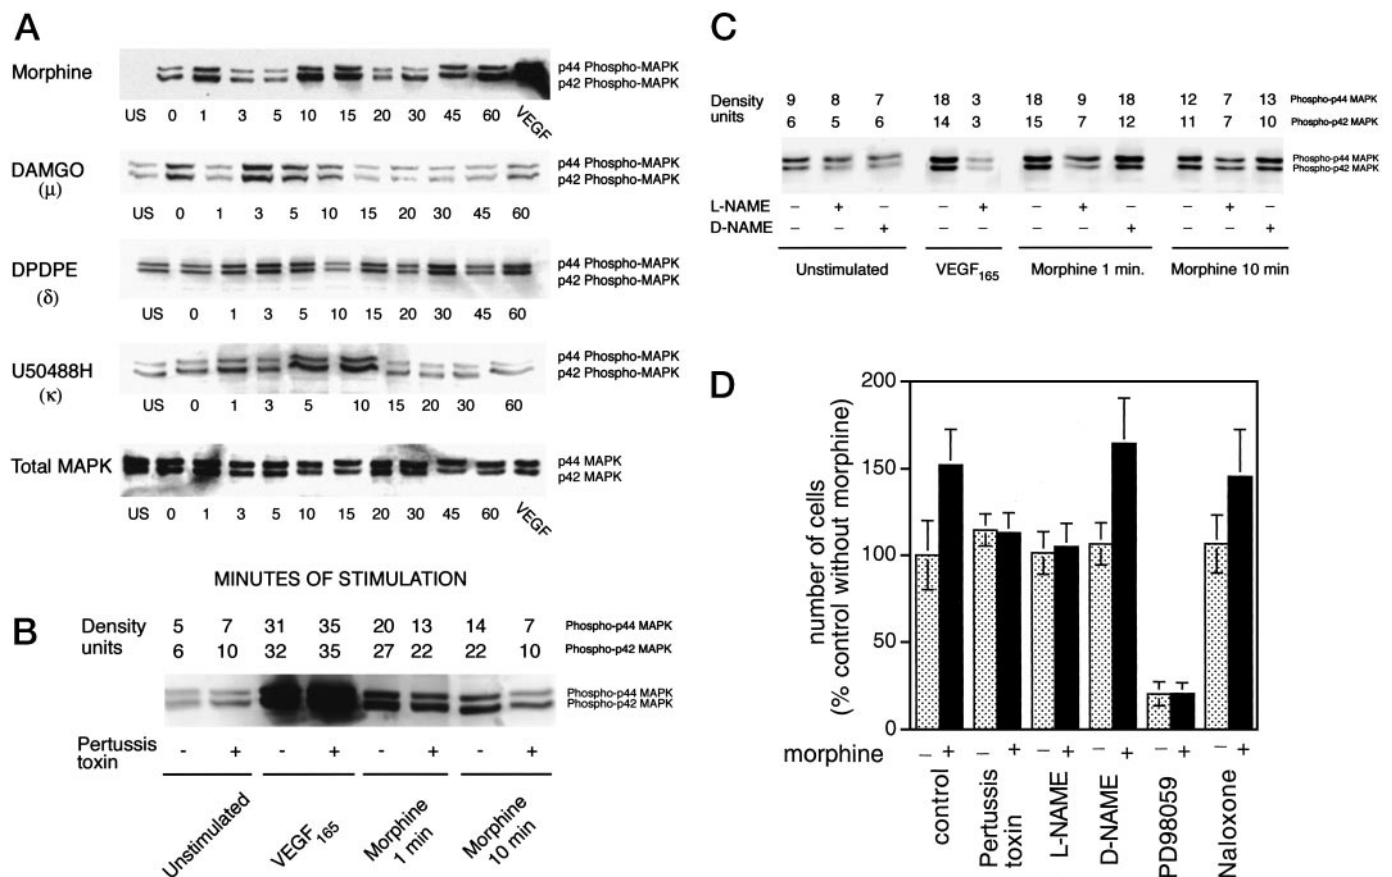 A
Morphine
p44 Phospho-MAPK
p42 Phospho-MAPK
US 0 1 3 5 10 15 20 30 45 60 VEGF
DAMGO
(μ)
p44 Phospho-MAPK
p42 Phospho-MAPK
US 0 1 3 5 10 15 20 30 45 60
DPDPE
(δ)
p44 Phospho-MAPK
p42 Phospho-MAPK
US 0 1 3 5 10 15 20 30 45 60
U50488H
(κ)
p44 Phospho-MAPK
p42 Phospho-MAPK
US 0 1 3 5 10 15 20 30 60
Total MAPK
p44 MAPK
p42 MAPK
US 0 1 3 5 10 15 20 30 45 60 VEGF
MINUTES OF STIMULATION
B
Density units
5 7 31 35 20 13 14 7 Phospho-p44 MAPK
6 10 32 35 27 22 22 10 Phospho-p42 MAPK
Phospho-p44 MAPK
Phospho-p42 MAPK
Pertussis toxin
- + - + - + - +
Unstimulated
VEGF165
Morphine 1 min
Morphine 10 min
C
Density units
9 8 7 18 3 18 9 18 12 7 13 Phospho-p44 MAPK
6 5 6 14 3 15 7 12 11 7 10 Phospho-p42 MAPK
Phospho-p44 MAPK
Phospho-p42 MAPK
L-NAME – + – – + – + – – + –
D-NAME – – + – – – – + – – +
Unstimulated VEGF165 Morphine 1 min. Morphine 10 min
D
number of cells
(% control without morphine)
200
150
100
50
0
morphine – + – + – + – + – + – +
control
Pertussis toxin
L-NAME
D-NAME
PD98059
Naloxone